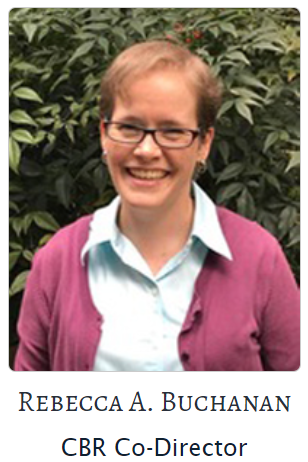 Rebecca A. Buchanan
CBR Co-Director